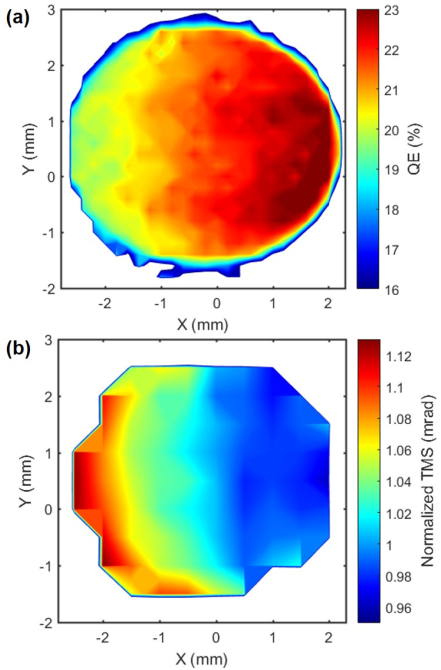 (a)
3
2
1
0
-1
-2
Y (mm)
-2 -1 0 1 2
X (mm)
23
22
21
20
19
18
17
16
QE (%)
(b)
3
2
1
0
-1
-2
Y (mm)
-2 -1 0 1 2
X (mm)
1.12
1.1
1.08
1.06
1.04
1.02
1
0.98
0.96
Normalized TMS (mrad)